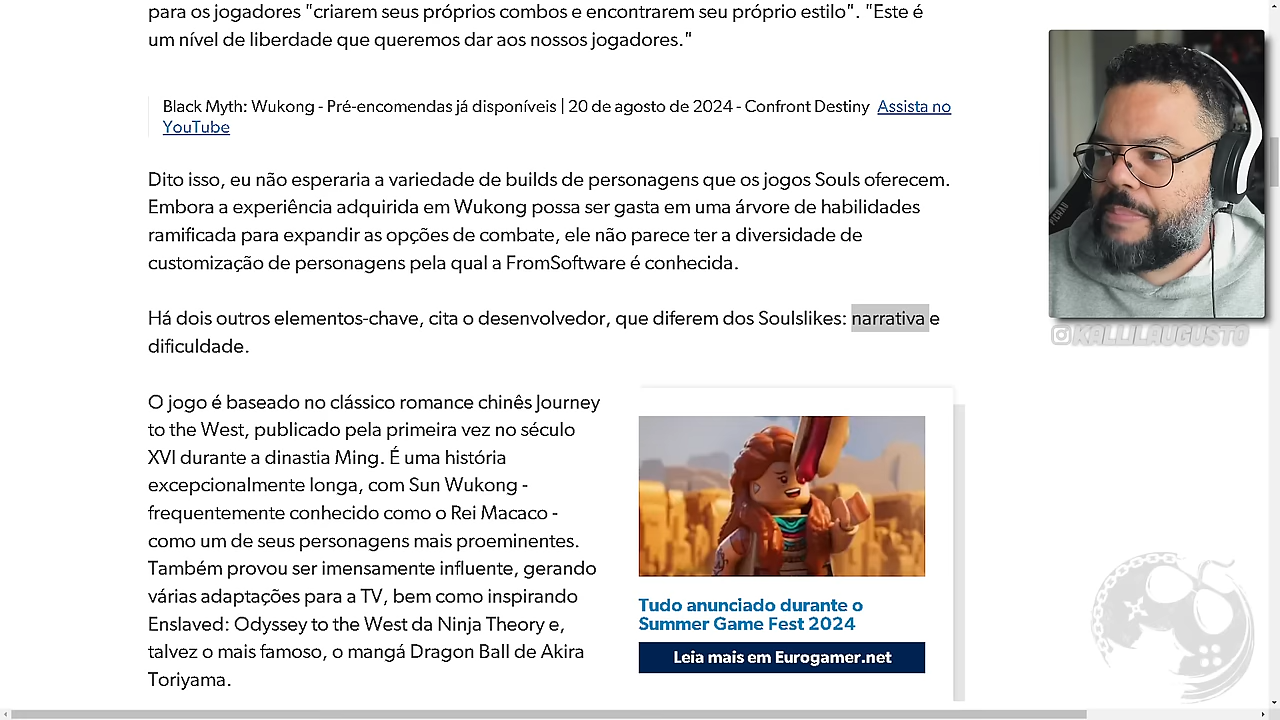 para os jogadores "criarem seus próprios combos e encontrarem seu próprio estilo". "Este é
um nível de liberdade que queremos dar aos nossos jogadores."
Black Myth: Wukong - Pré-encomendas já disponíveis | 20 de agosto de 2024 - Confront Destiny Assista no
YouTube
Dito isso, eu não esperaria a variedade de builds de personagens que os jogos Souls oferecem.
Embora a experiência adquirida em Wukong possa ser gasta em uma árvore de habilidades
ramificada para expandir as opções de combate, ele não parece ter a diversidade de
customização de personagens pela qual a FromSoftware é conhecida.
Há dois outros elementos-chave, cita o desenvolvedor, que diferem dos Soulslikes: narrativa e
dificuldade.
O jogo é baseado no clássico romance chinês Journey
to the West, publicado pela primeira vez no século
XVI durante a dinastia Ming. É uma história
excepcionalmente longa, com Sun Wukong -
frequentemente conhecido como o Rei Macaco -
como um de seus personagens mais proeminentes.
Também provou ser imensamente influente, gerando
várias adaptações para a TV, bem como inspirando
Enslaved: Odyssey to the West da Ninja Theory e,
talvez o mais famoso, o mangá Dragon Ball de Akira
Toriyama.
Tudo anunciado durante o
Summer Game Fest 2024
Leia mais em Eurogamer.net
PICHAU
@KALLILAUGUSTO